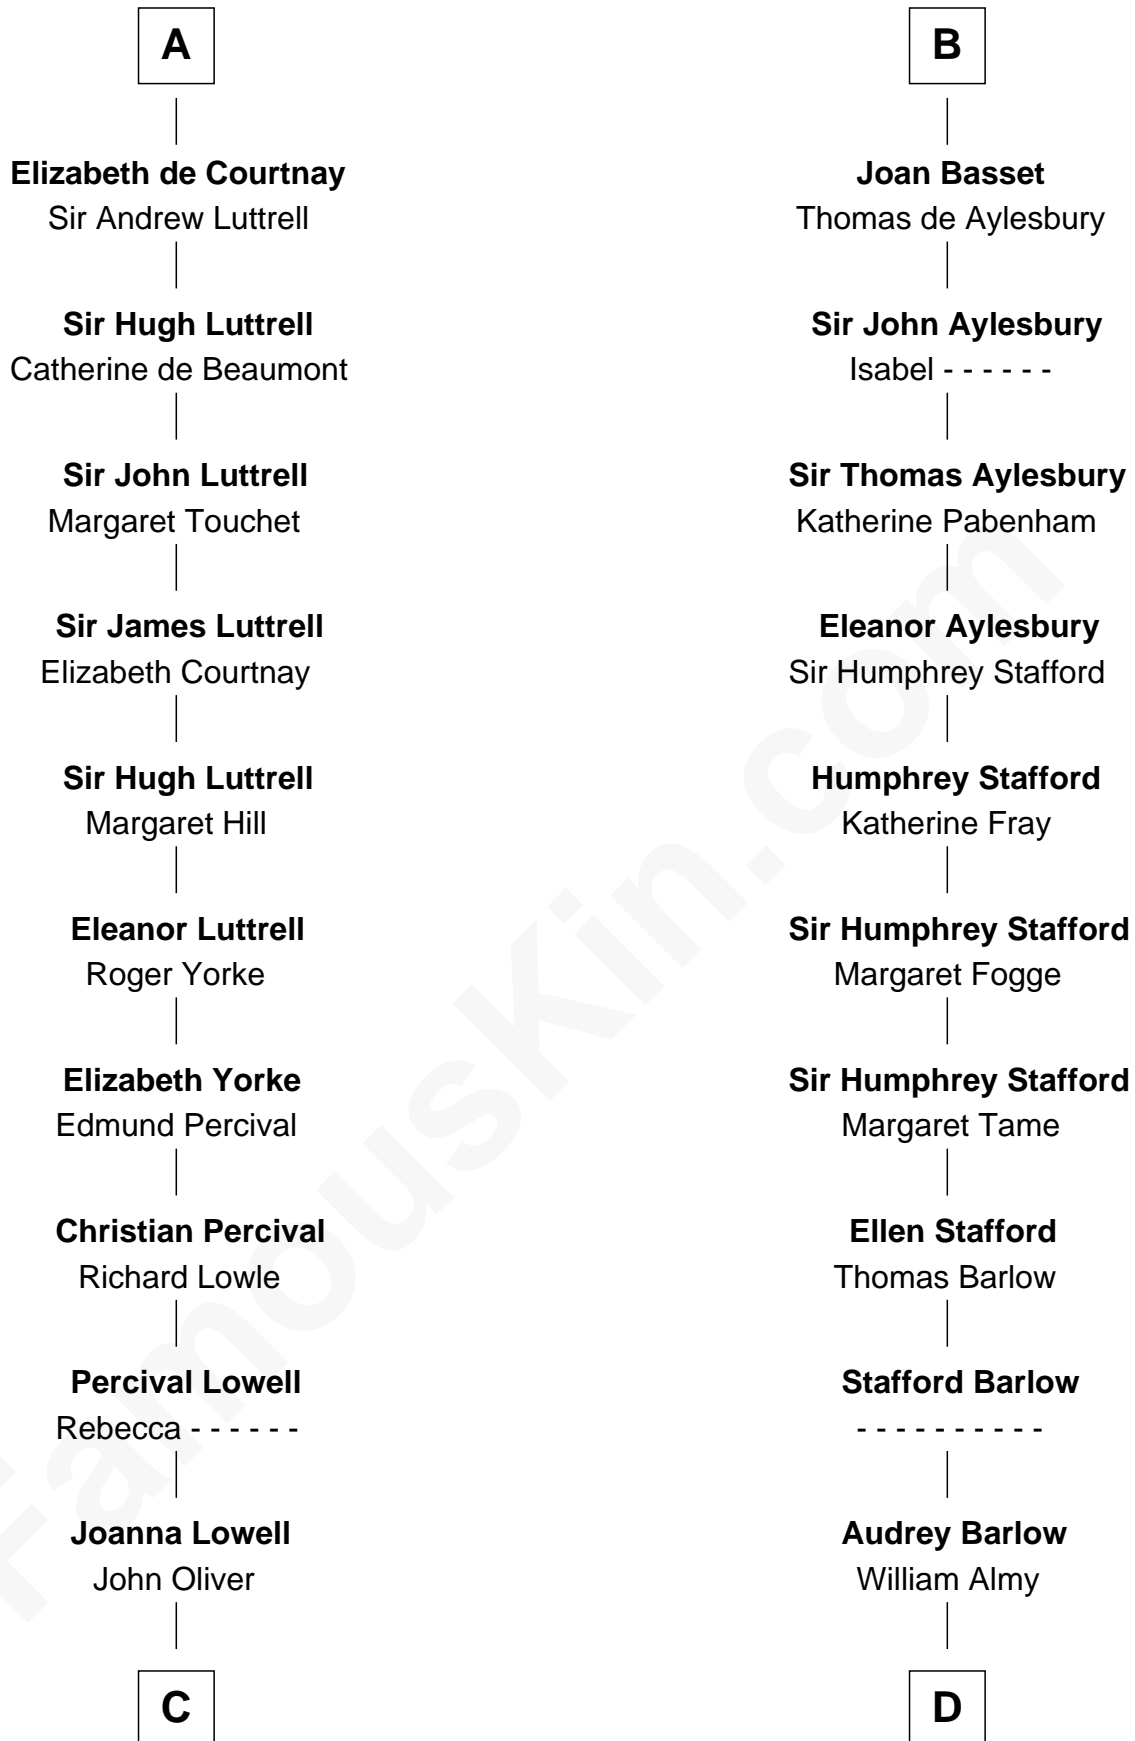 A
Elizabeth de Courtnay
Sir Andrew Luttrell
Sir Hugh Luttrell
Catherine de Beaumont
Sir John Luttrell
Margaret Touchet
Sir James Luttrell
Elizabeth Courtnay
Sir Hugh Luttrell
Margaret Hill
Eleanor Luttrell
Roger Yorke
Elizabeth Yorke
Edmund Percival
Christian Percival
Richard Lowle
Percival Lowell
Rebecca - - - - - -
Joanna Lowell
John Oliver
C
B
Joan Basset
Thomas de Aylesbury
Sir John Aylesbury
Isabel - - - - - -
Sir Thomas Aylesbury
Katherine Pabenham
Eleanor Aylesbury
Sir Humphrey Stafford
Humphrey Stafford
Katherine Fray
Sir Humphrey Stafford
Margaret Fogge
Sir Humphrey Stafford
Margaret Tame
Ellen Stafford
Thomas Barlow
Stafford Barlow
- - - - - - - - - -
Audrey Barlow
William Almy
D
FamousKin.com